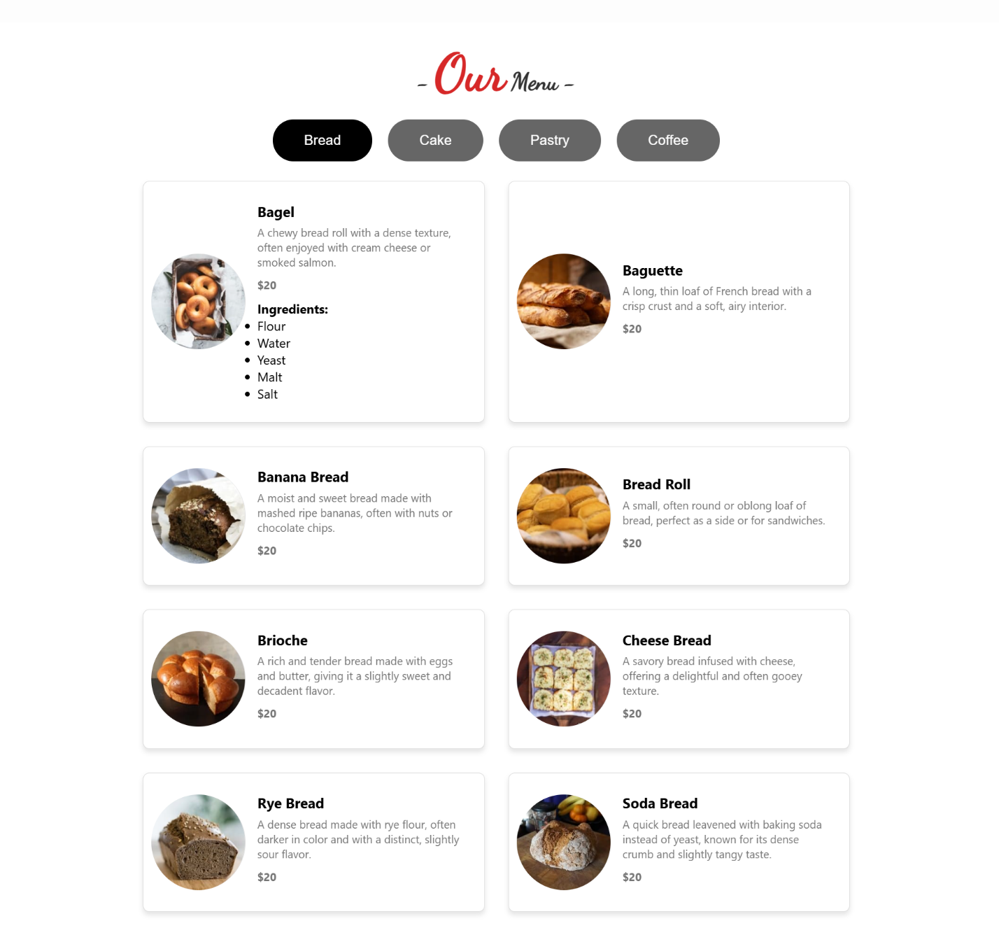 - Our Menu -
Bread Cake Pastry Coffee
Bagel
A chewy bread roll with a dense texture,
often enjoyed with cream cheese or
smoked salmon.
$20
Ingredients:
• Flour
• Water
• Yeast
• Malt
• Salt
Baguette
A long, thin loaf of French bread with a
crisp crust and a soft, airy interior.
$20
Banana Bread
A moist and sweet bread made with
mashed ripe bananas, often with nuts or
chocolate chips.
$20
Bread Roll
A small, often round or oblong loaf of
bread, perfect as a side or for sandwiches.
$20
Brioche
A rich and tender bread made with eggs
and butter, giving it a slightly sweet and
decadent flavor.
$20
Cheese Bread
A savory bread infused with cheese,
offering a delightful and often gooey
texture.
$20
Rye Bread
A dense bread made with rye flour, often
darker in color and with a distinct, slightly
sour flavor.
$20
Soda Bread
A quick bread leavened with baking soda
instead of yeast, known for its dense
crumb and slightly tangy taste.
$20